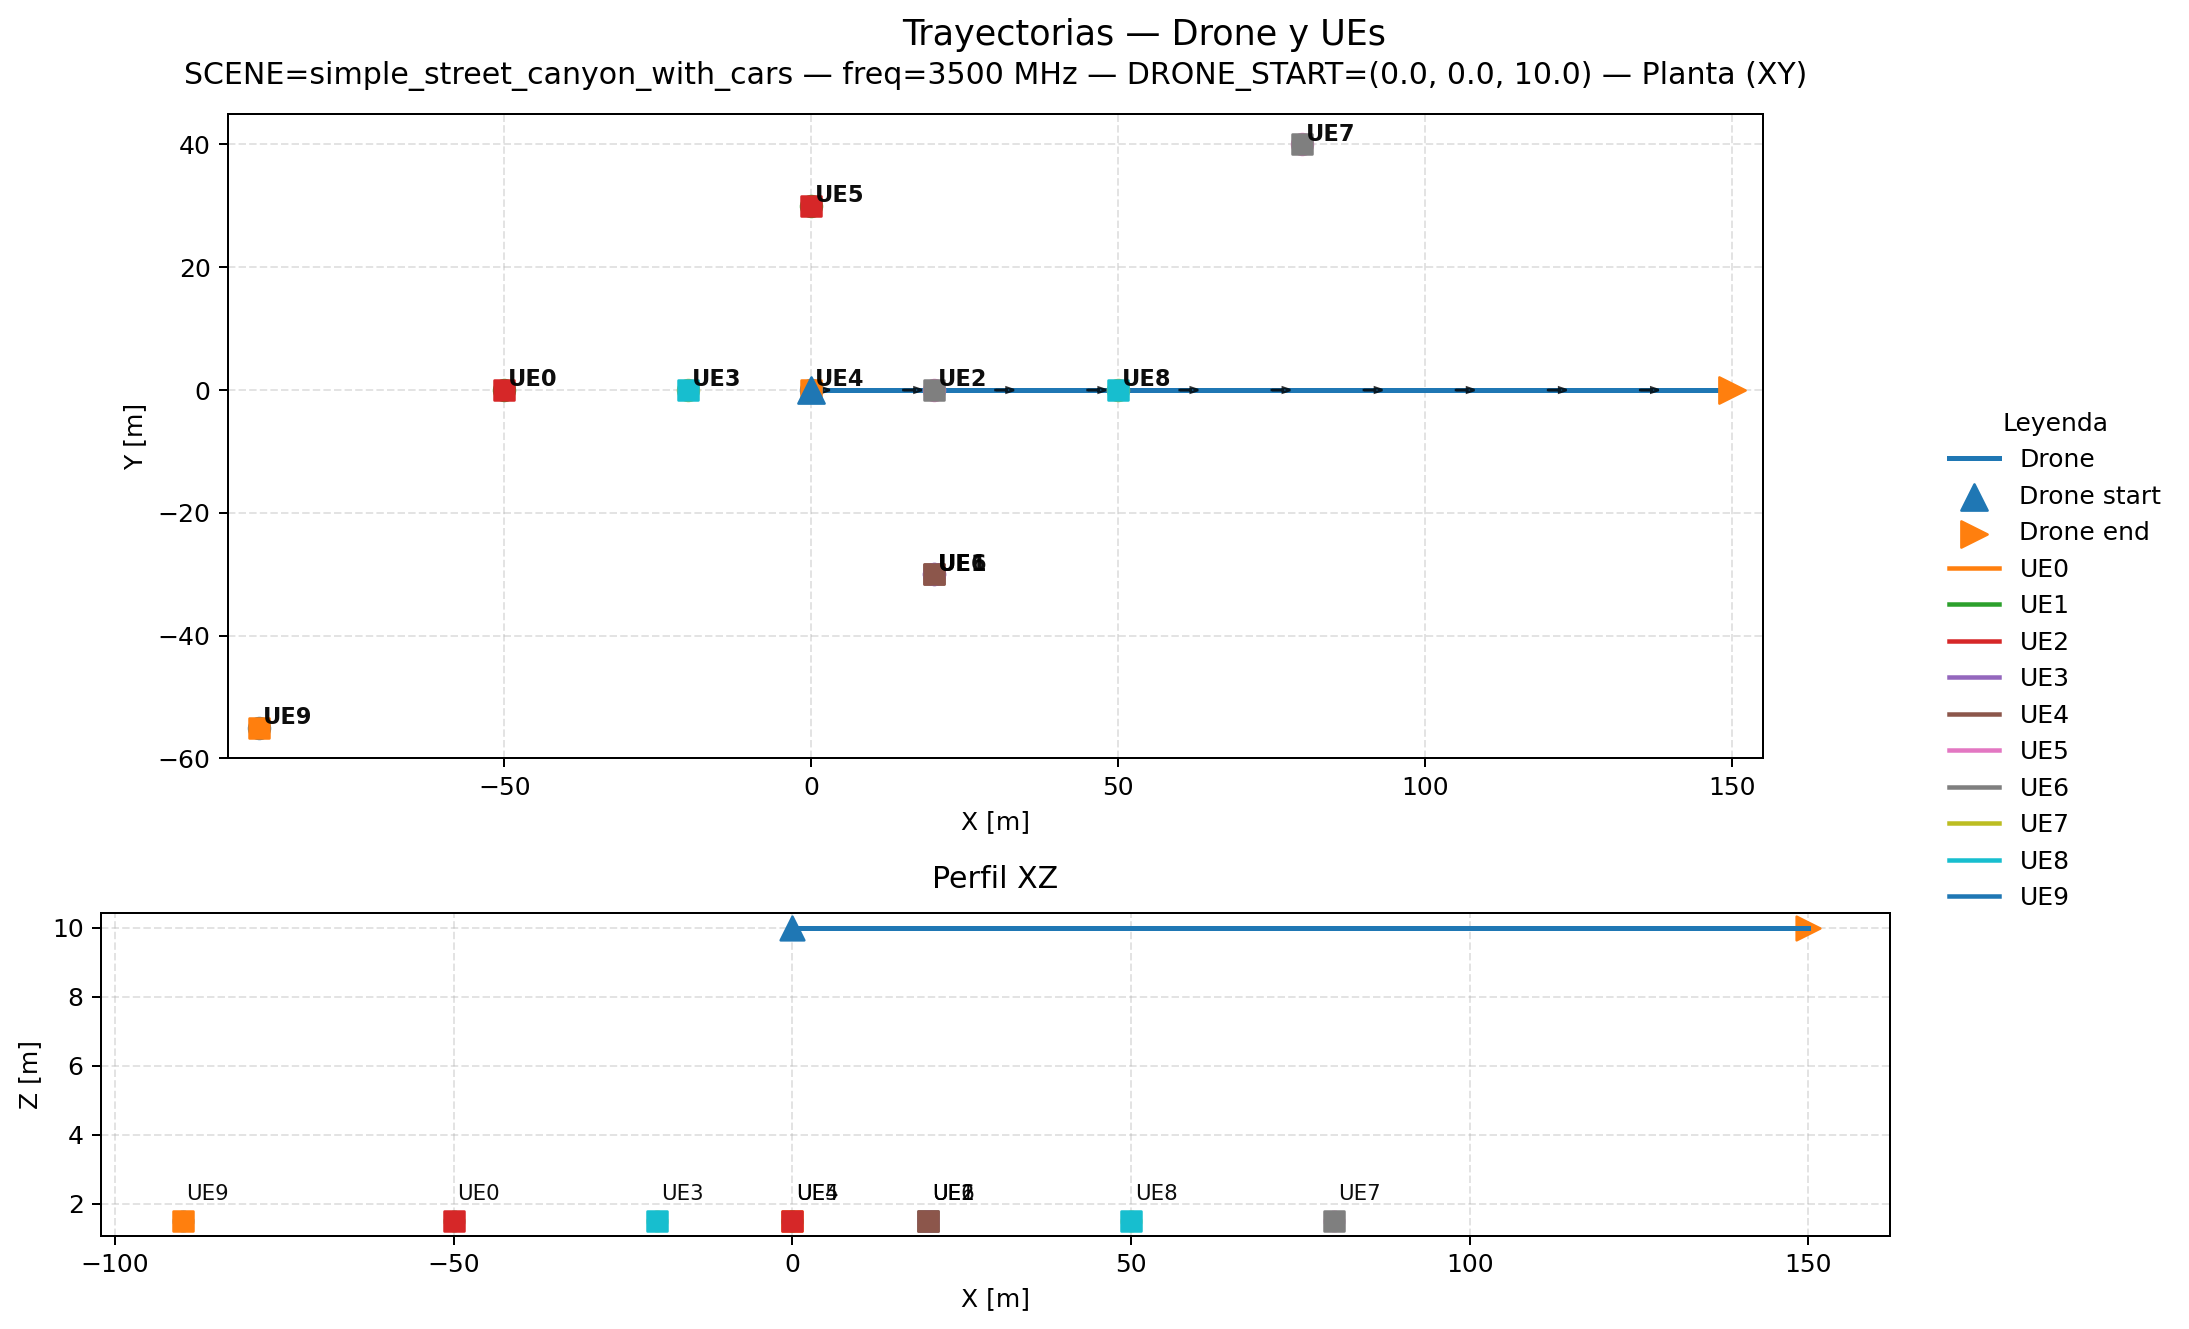 Trayectorias — Drone y UEs
SCENE=simple_street_canyon_with_cars — freq=3500 MHz — DRONE_START=(0.0, 0.0, 10.0) — Planta (XY)
Y [m]
40
20
0
−20
−40
−60
UE7
UE5
UE0
UE3
UE4
UE2
UE8
UE9
−50
0
50
100
150
X [m]
Leyenda
Drone
Drone start
Drone end
UE0
UE1
UE2
UE3
UE4
UE5
UE6
UE7
UE8
UE9
Perfil XZ
Z [m]
10
8
6
4
2
UE9
UE0
UE3
UE8
UE7
−100
−50
0
50
100
150
X [m]